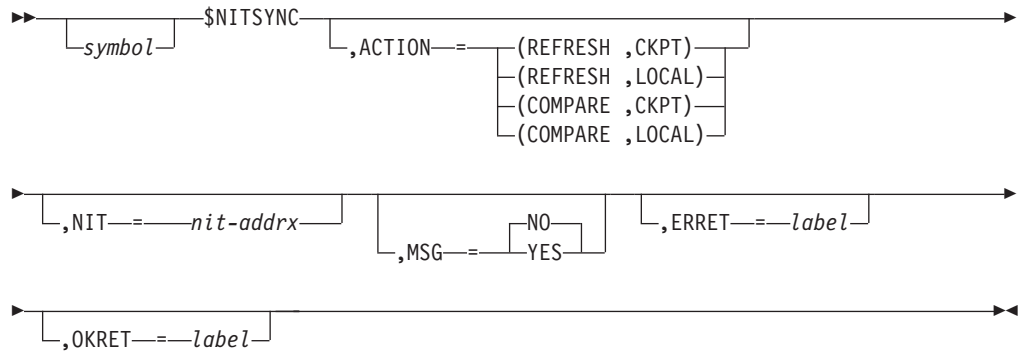 $NITSYNC
symbol
,ACTION = (REFRESH ,CKPT)
(REFRESH ,LOCAL)
(COMPARE ,CKPT)
(COMPARE ,LOCAL)
,NIT = nit-addrx
NO
,MSG = YES
,ERRET = label
,OKRET = label